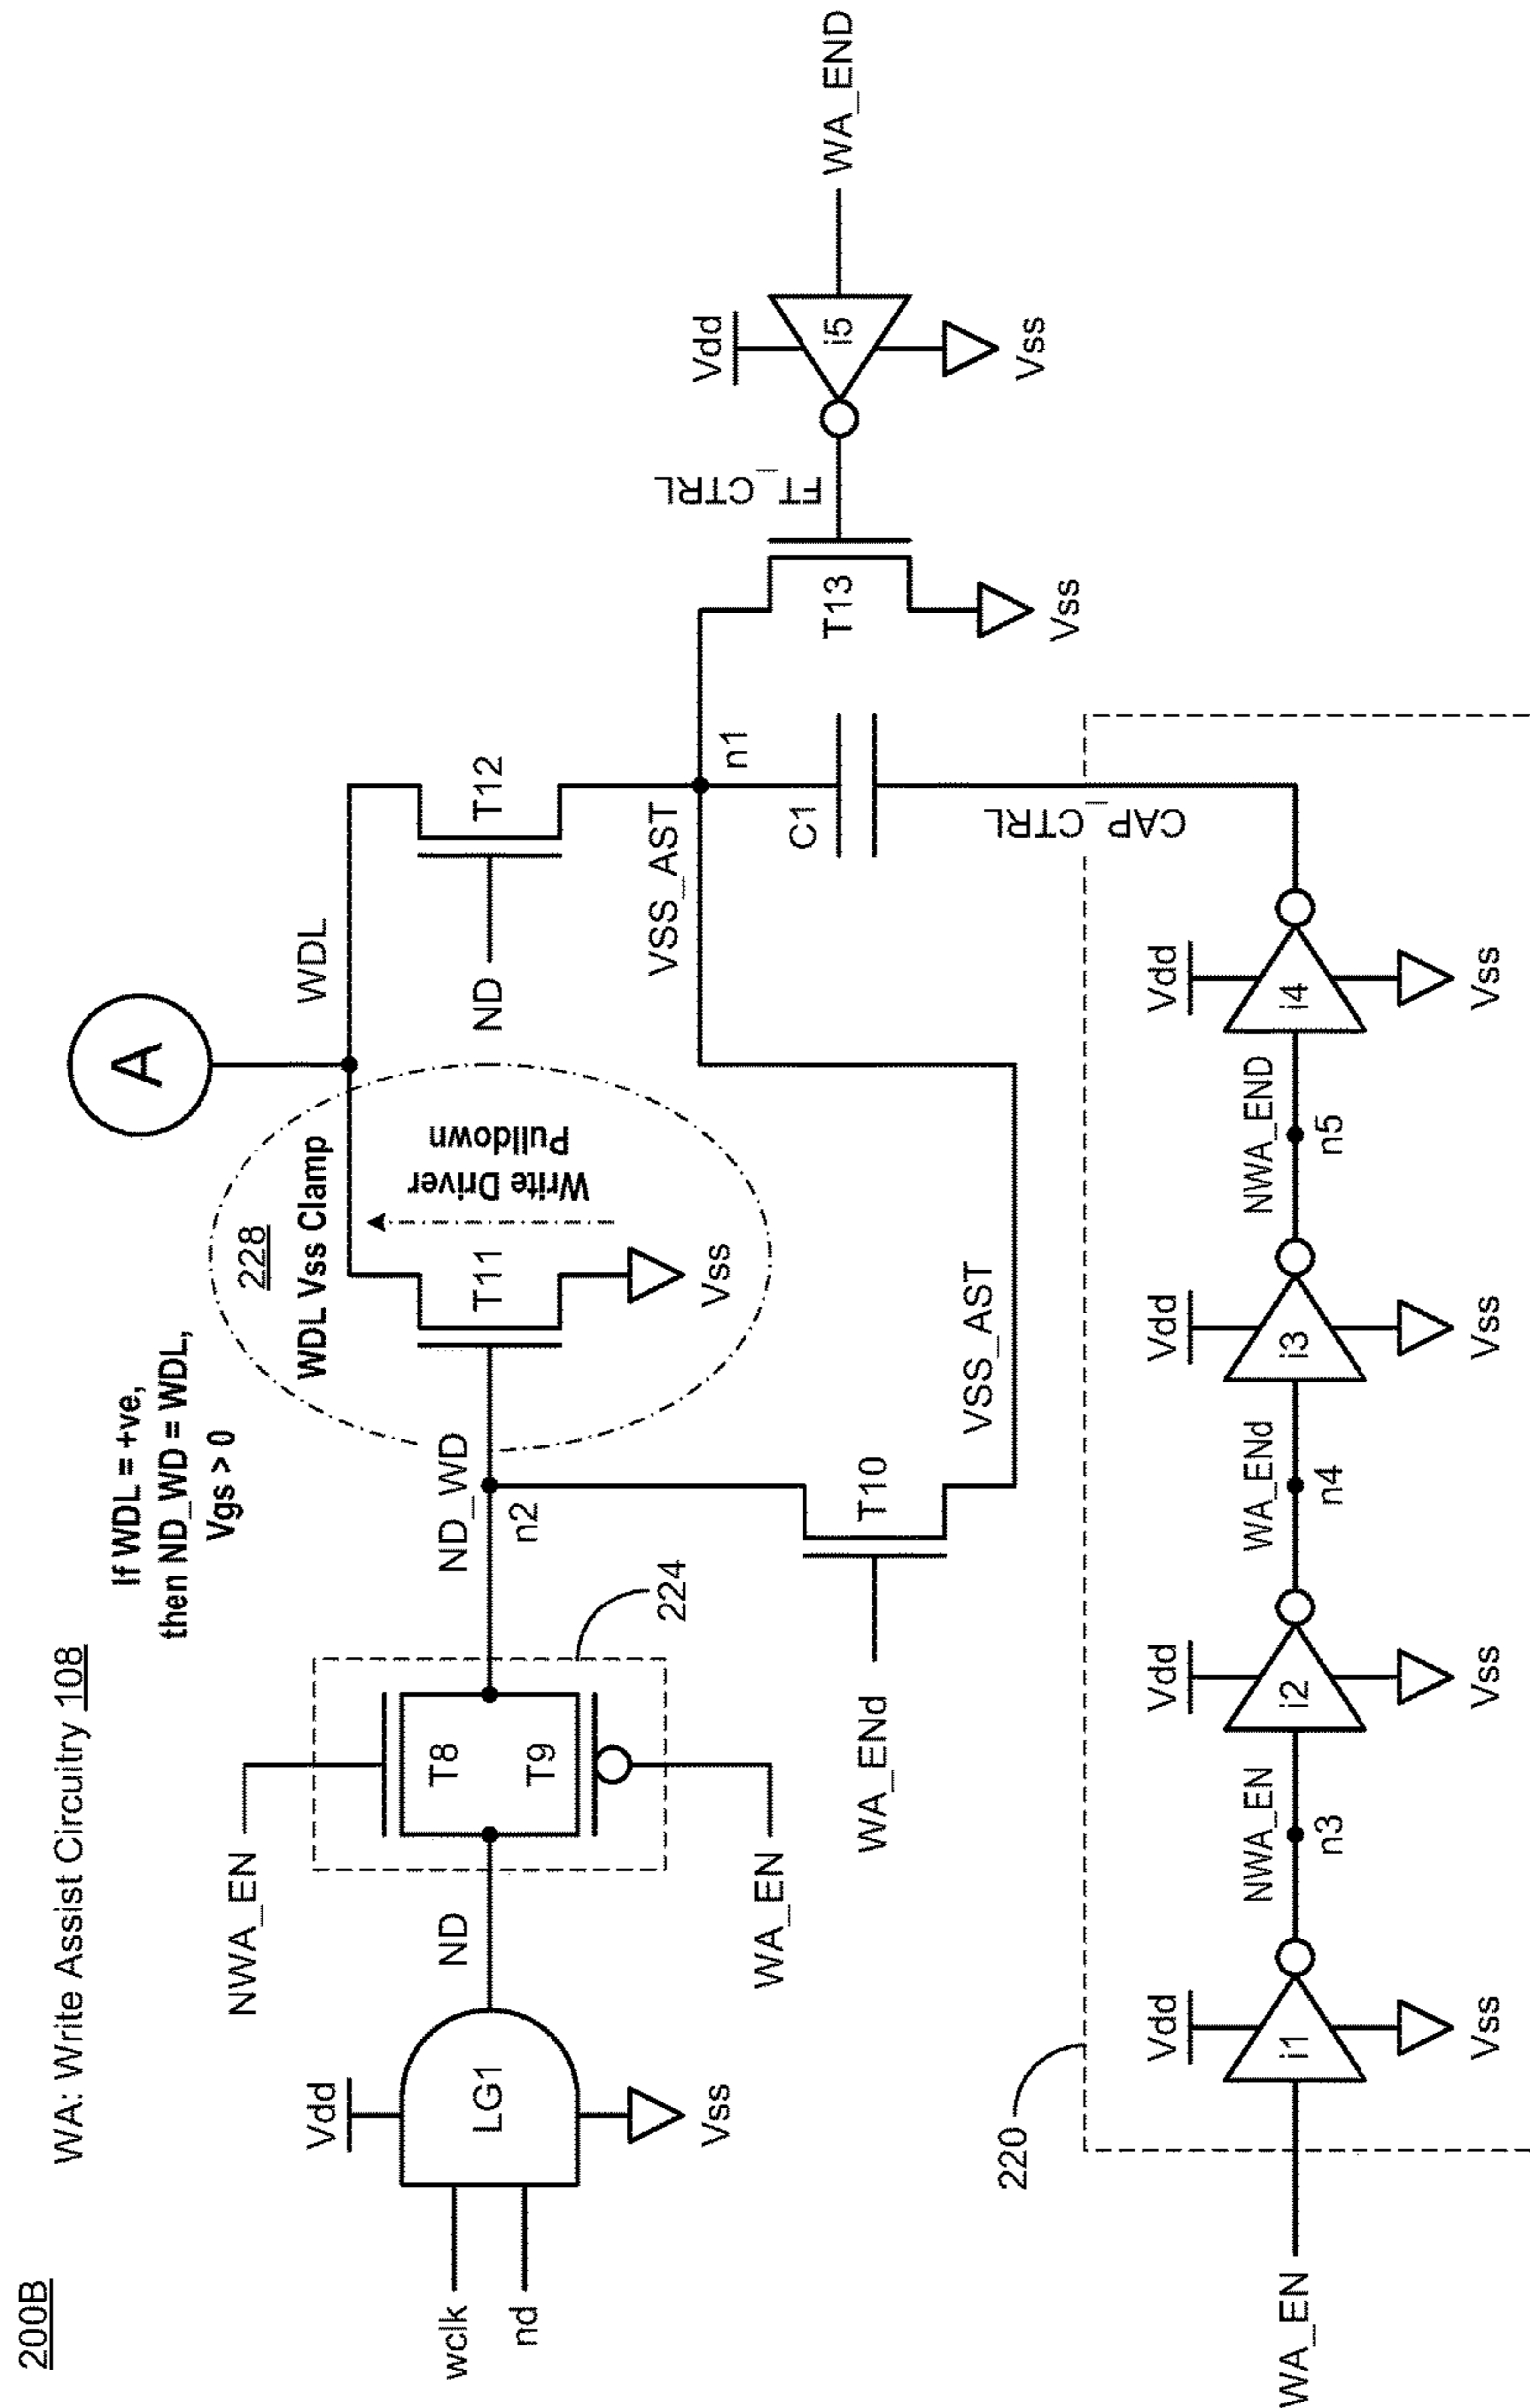 200B
WA: Write Assist Circuitry 108
If WDL = +ve,
then ND_WD = WDL,
Vgs > 0
A
WDL
228
WDL Vss Clamp
Write Driver
Pulldown
T11
Vss
T12
ND
VSS_AST
n1
C1
CAP_CTRL
T13
Vss
FT_CTRL
Vdd
i5
Vss
WA_END
wclk
nd
Vdd
LG1
Vss
ND
NWA_EN
T8
T9
WA_EN
224
ND_WD
n2
WA_ENd
T10
VSS_AST
220
WA_EN
Vdd
i1
Vss
NWA_EN
n3
Vdd
i2
Vss
WA_ENd
n4
Vdd
i3
Vss
NWA_END
n5
Vdd
i4
Vss